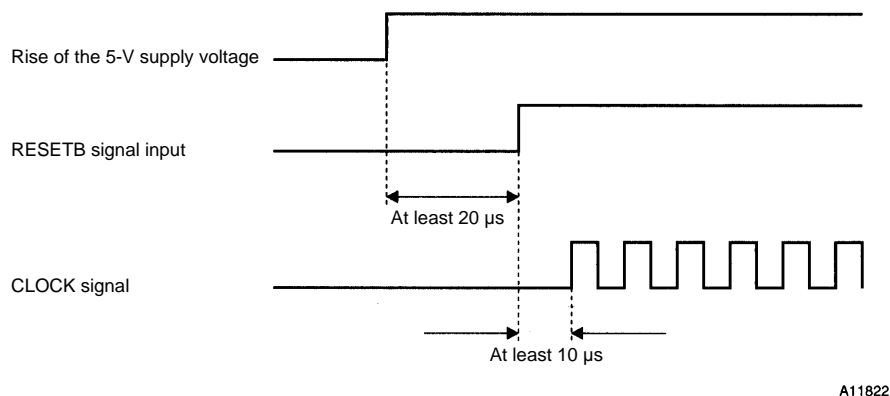 Rise of the 5-V supply voltage
RESETB signal input
At least 20 µs
CLOCK signal
At least 10 µs
A11822